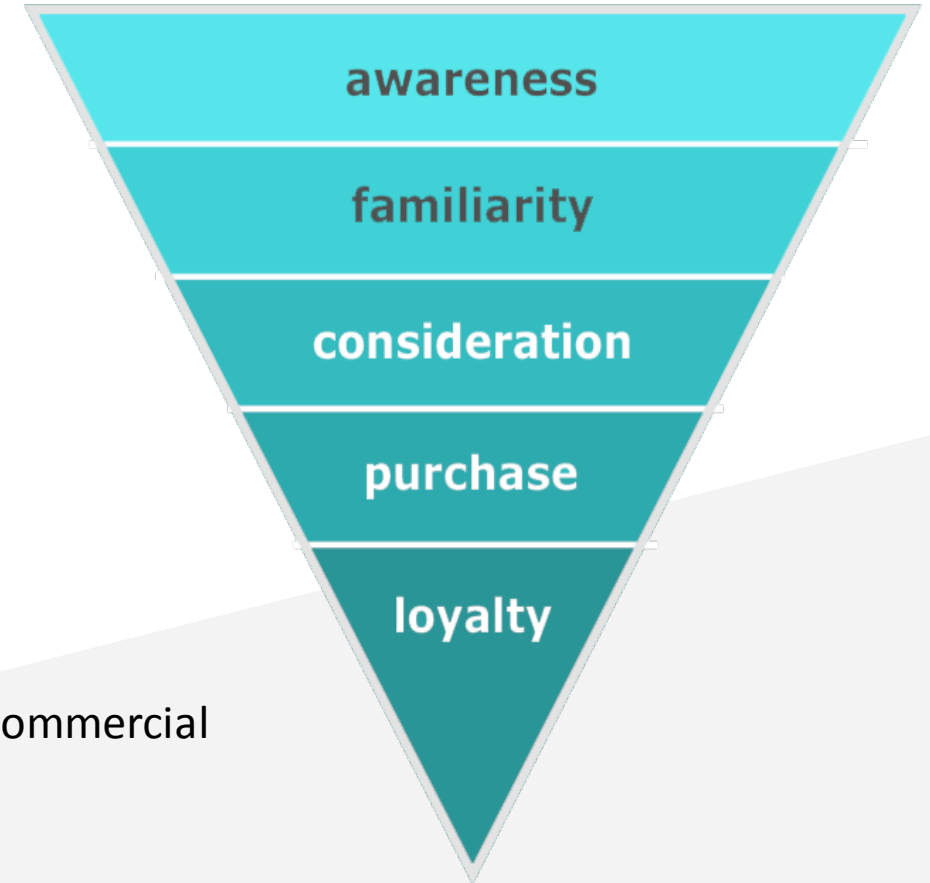 awareness
familiarity
consideration
purchase
loyalty
ommercial